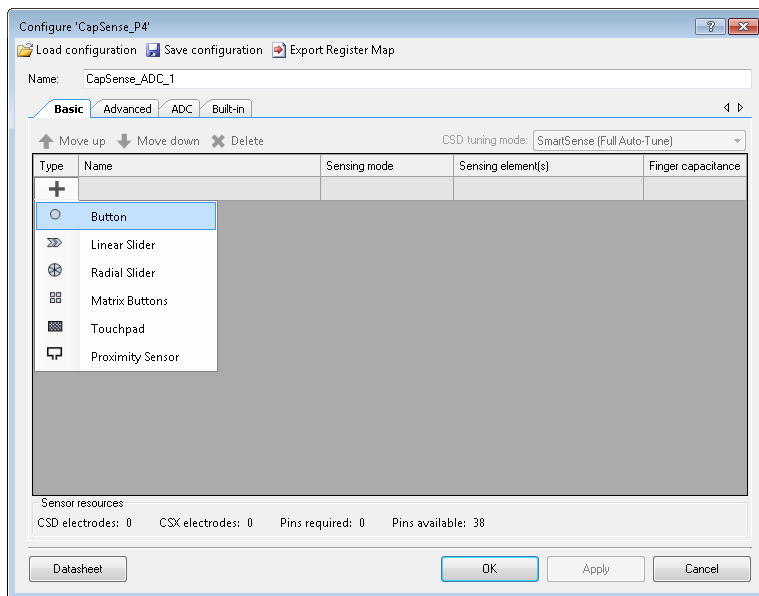 Configure 'CapSense_P4'
Load configuration Save configuration Export Register Map
Name: CapSense_ADC_1
Basic Advanced ADC Built-in
Move up Move down Delete CSD tuning mode: SmartSense (Full Auto-Tune)
Type Name Sensing mode Sensing element(s) Finger capacitance
Button
Linear Slider
Radial Slider
Matrix Buttons
Touchpad
Proximity Sensor
Sensor resources
CSD electrodes: 0 CSX electrodes: 0 Pins required: 0 Pins available: 38
Datasheet OK Apply Cancel